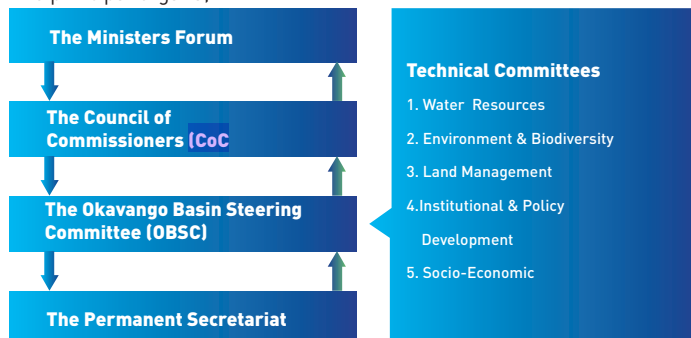 The Ministers Forum
The Council of
Commissioners (CoC
The Okavango Basin Steering
Committee (OBSC)
The Permanent Secretariat
Technical Committees
1. Water Resources
2. Environment & Biodiversity
3. Land Management
4.Institutional & Policy
Development
5. Socio-Economic